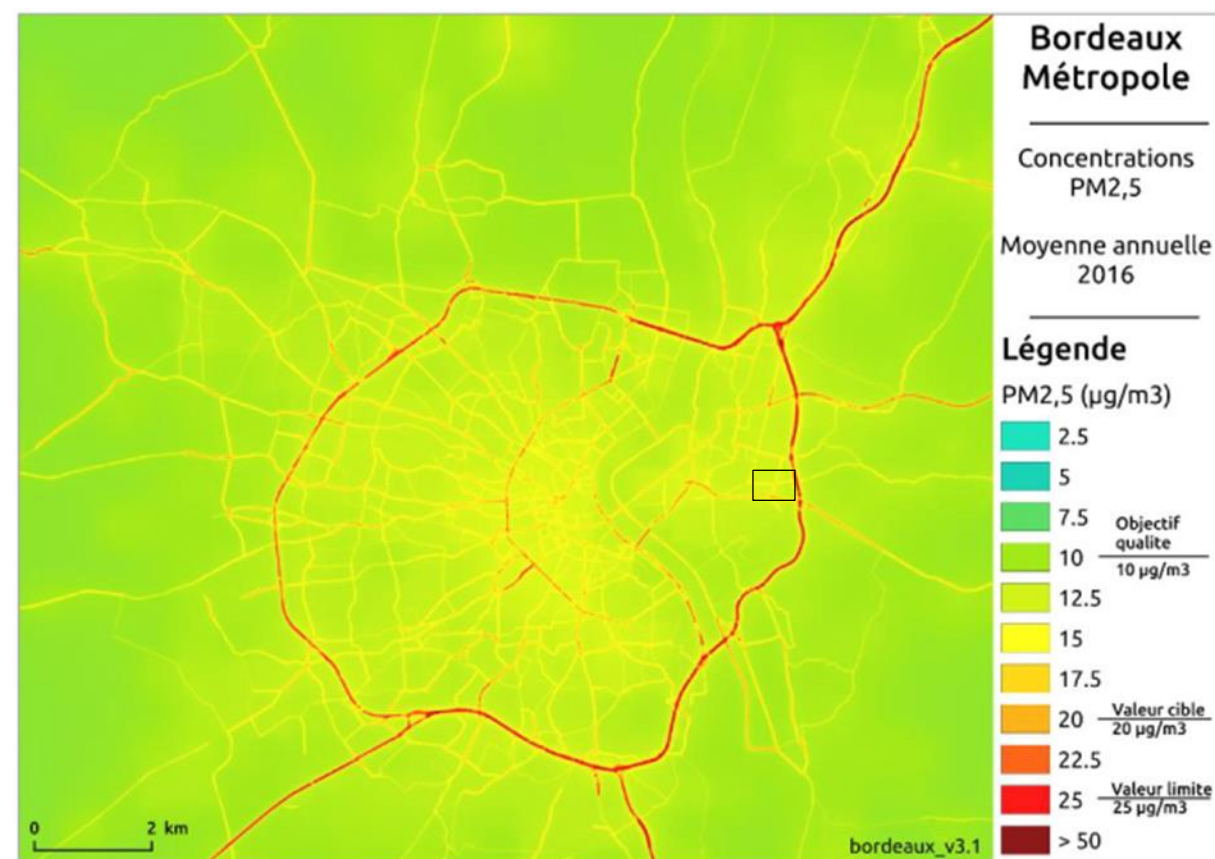 Bordeaux
Métropole
Concentrations
PM2,5
Moyenne annuelle
2016
Légende
PM2,5 (µg/m3)
2.5
5
7.5
Objectif
qualite
10
10 µg/m3
12.5
15
17.5
20
Valeur cible
20 µg/m3
22.5
25
Valeur limite
25 µg/m3
> 50
0 2 km
bordeaux_v3.1